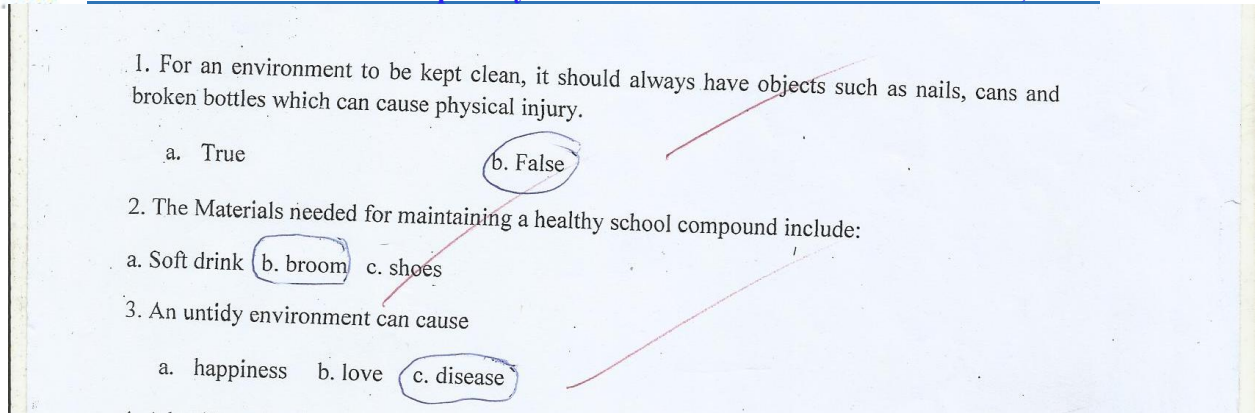 1. For an environment to be kept clean, it should always have objects such as nails, cans and
broken bottles which can cause physical injury.
a. True b. False
2. The Materials needed for maintaining a healthy school compound include:
a. Soft drink b. broom c. shoes
3. An untidy environment can cause
a. happiness b. love c. disease